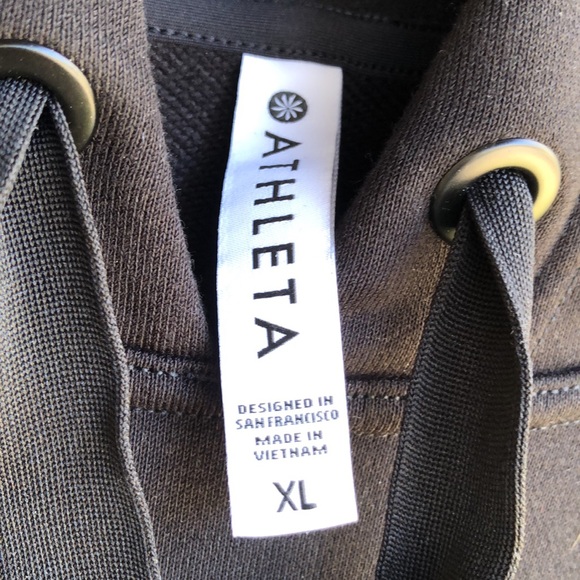 ATHLETA
DESIGNED IN
SAN FRANCISCO
MADE IN
VIETNAM
XL